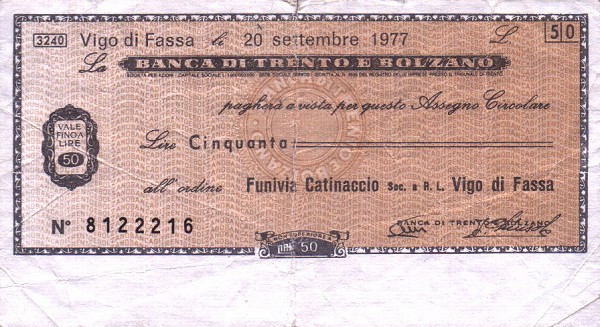 3240 Vigo di Fassa li 20 settembre 1977 L. 50
La BANCA DI TRENTO E BOLZANO
pagherà a vista per questo Assegno Circolare
VALE
FINO A
LIRE
50
Lire Cinquanta
all'ordine Funivia Catinaccio Soc. a R. L. Vigo di Fassa
N° 8122216
BANCA DI TRENTO E BOLZANO
LIRE 50